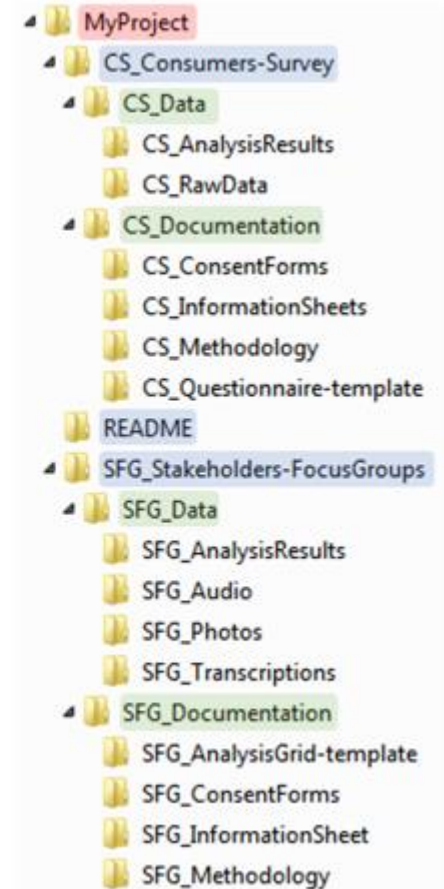 MyProject
CS_Consumers-Survey
CS_Data
CS_AnalysisResults
CS_RawData
CS_Documentation
CS_ConsentForms
CS_InformationSheets
CS_Methodology
CS_Questionnaire-template
README
SFG_Stakeholders-FocusGroups
SFG_Data
SFG_AnalysisResults
SFG_Audio
SFG_Photos
SFG_Transcriptions
SFG_Documentation
SFG_AnalysisGrid-template
SFG_ConsentForms
SFG_InformationSheet
SFG_Methodology